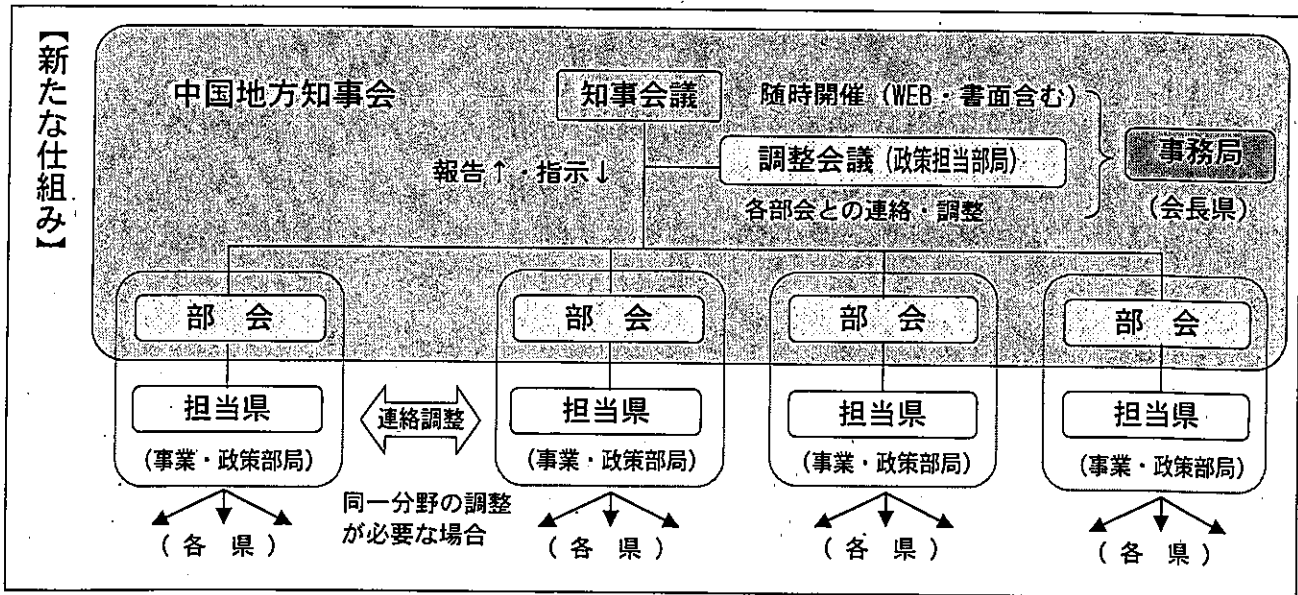 【新たな仕組み】
中国地方知事会
知事会議
随時開催（WEB・書面含む）
調整会議（政策担当部局）
事務局
報告↑・指示↓
各部会との連絡・調整
(会長県)
部　会
部　会
部　会
部　会
担当県
連絡調整
担当県
担当県
担当県
(事業・政策部局)
(事業・政策部局)
(事業・政策部局)
(事業・政策部局)
同一分野の調整
が必要な場合
( 各　県 )
( 各　県 )
( 各　県 )
( 各　県 )